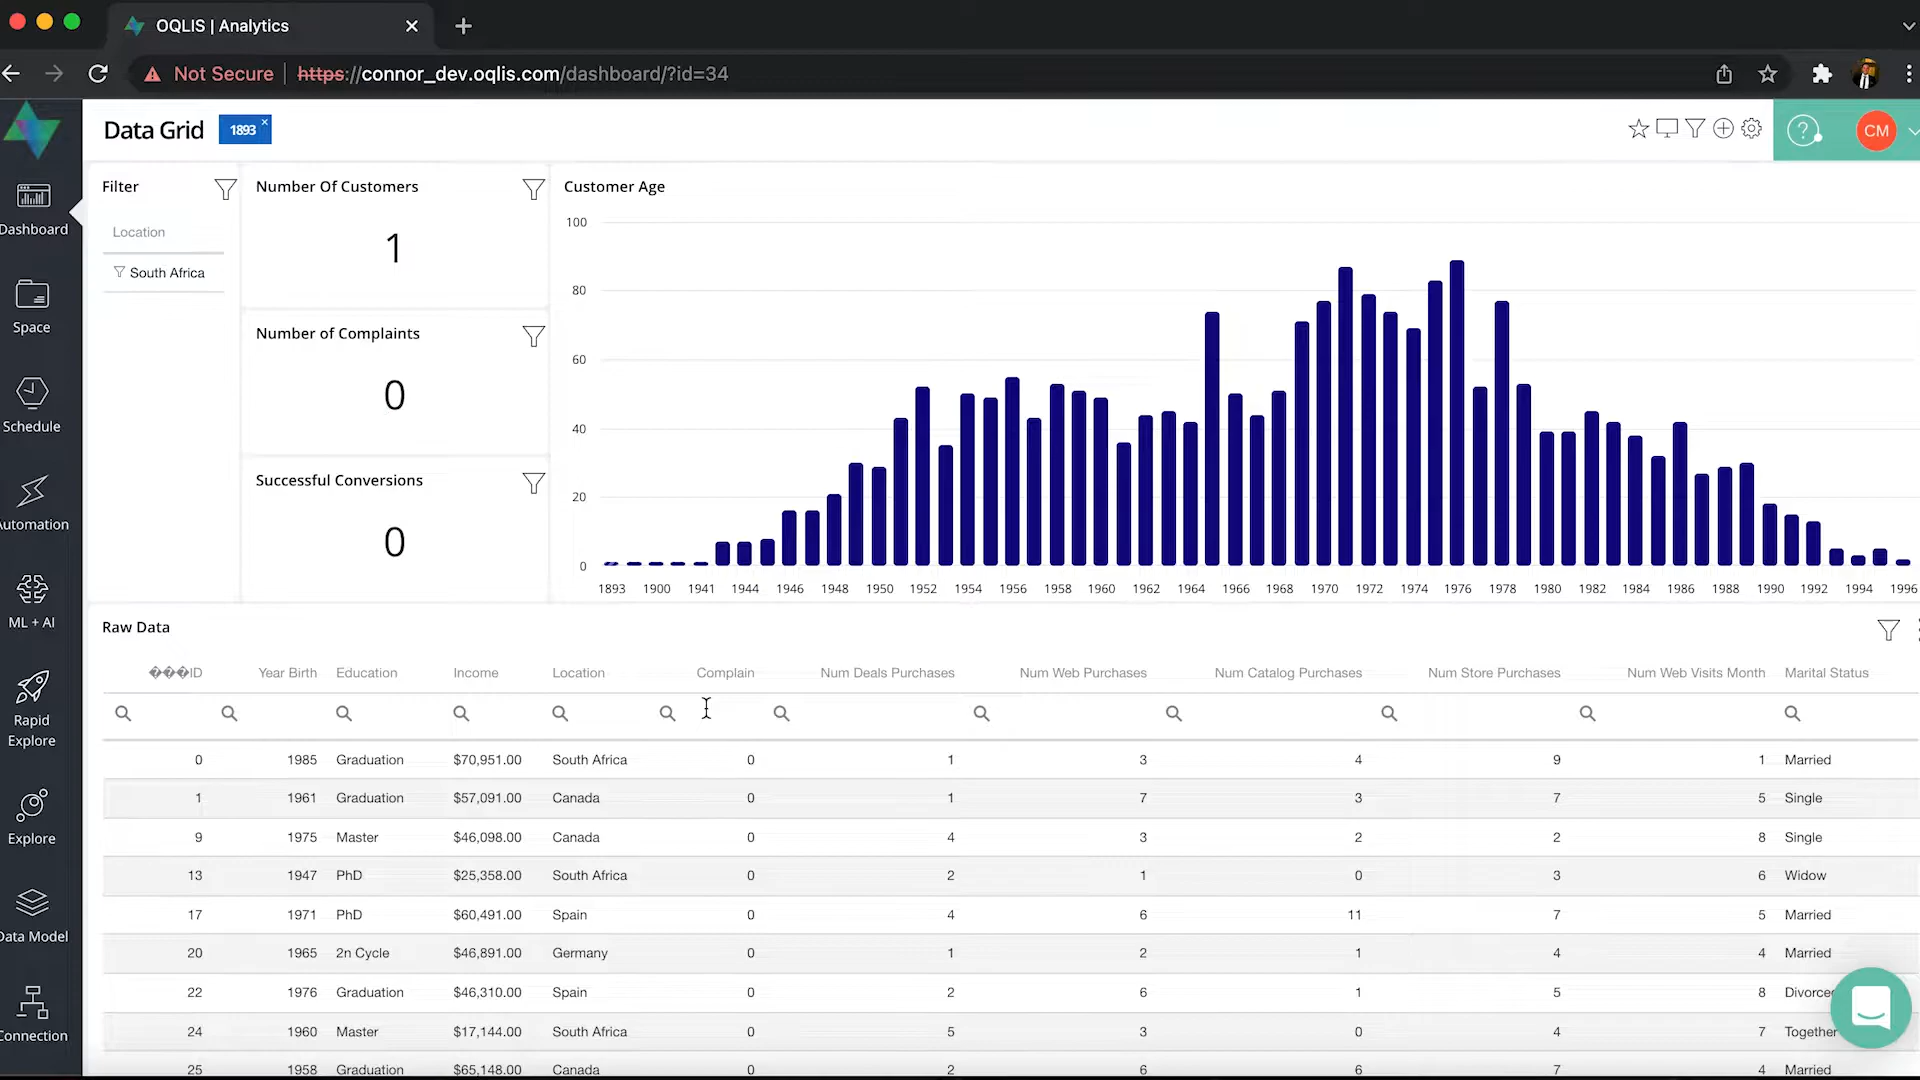 OQLIS | Analytics
Not Secure https://connor_dev.oqlis.com/dashboard/?id=34
Data Grid 1893 ×
? CM
Dashboard
Space
Schedule
utomation
ML + AI
Rapid
Explore
Explore
Data Model
Connection
Filter
Location
South Africa
Number Of Customers
1
Number of Complaints
0
Successful Conversions
0
Customer Age
100
80
60
40
20
0
1893 1900 1941 1944 1946 1948 1950 1952 1954 1956 1958 1960 1962 1964 1966 1968 1970 1972 1974 1976 1978 1980 1982 1984 1986 1988 1990 1992 1994 1996
Raw Data
���ID Year Birth Education Income Location Complain Num Deals Purchases Num Web Purchases Num Catalog Purchases Num Store Purchases Num Web Visits Month Marital Status
0 1985 Graduation $70,951.00 South Africa 0 1 3 4 9 1 Married
1 1961 Graduation $57,091.00 Canada 0 1 7 3 7 5 Single
9 1975 Master $46,098.00 Canada 0 4 3 2 2 8 Single
13 1947 PhD $25,358.00 South Africa 0 2 1 0 3 6 Widow
17 1971 PhD $60,491.00 Spain 0 4 6 11 7 5 Married
20 1965 2n Cycle $46,891.00 Germany 0 1 2 1 4 4 Married
22 1976 Graduation $46,310.00 Spain 0 2 6 1 5 8 Divorce
24 1960 Master $17,144.00 South Africa 0 5 3 0 4 7 Together
25 1958 Graduation $65,148.00 Canada 0 2 6 6 7 4 Married